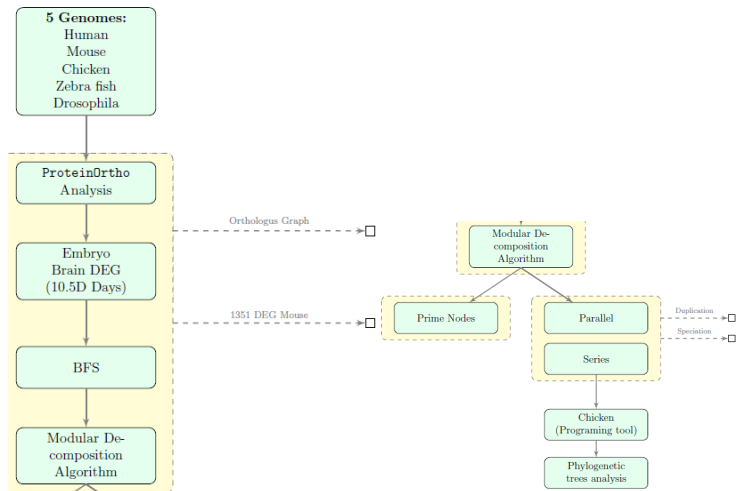 5 Genomes:
Human
Mouse
Chicken
Zebra fish
Drosophila
ProteinOrtho
Analysis
Orthologus Graph
Embryo
Brain DEG
(10.5D Days)
1351 DEG Mouse
BFS
Modular De-
composition
Algorithm
Modular De-
composition
Algorithm
Prime Nodes
Parallel
Duplication
Speciation
Series
Chicken
(Programing tool)
Phylogenetic
trees analysis